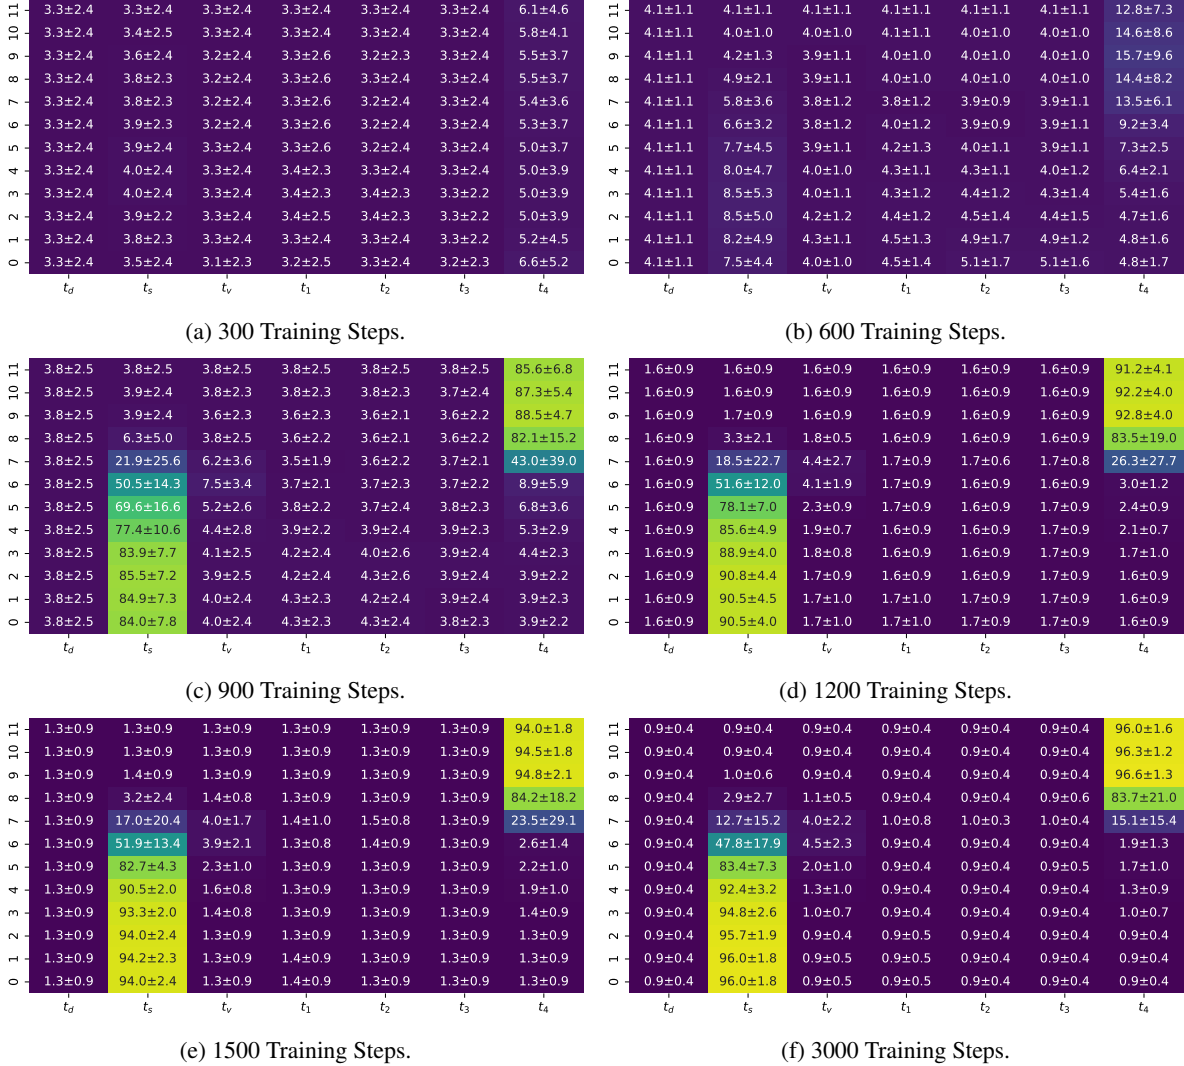 11 3.3±2.4 3.3±2.4 3.3±2.4 3.3±2.4 3.3±2.4 3.3±2.4 6.1±4.6
10 3.3±2.4 3.4±2.5 3.3±2.4 3.3±2.4 3.3±2.4 3.3±2.4 5.8±4.1
9 3.3±2.4 3.6±2.4 3.2±2.4 3.3±2.6 3.2±2.3 3.3±2.4 5.5±3.7
8 3.3±2.4 3.8±2.3 3.2±2.4 3.3±2.6 3.3±2.4 3.3±2.4 5.5±3.7
7 3.3±2.4 3.8±2.3 3.2±2.4 3.3±2.6 3.2±2.4 3.3±2.4 5.4±3.6
6 3.3±2.4 3.9±2.3 3.2±2.4 3.3±2.6 3.2±2.4 3.3±2.4 5.3±3.7
5 3.3±2.4 3.9±2.4 3.3±2.4 3.3±2.6 3.3±2.4 3.3±2.4 5.0±3.7
4 3.3±2.4 4.0±2.4 3.3±2.4 3.4±2.3 3.3±2.4 3.3±2.4 5.0±3.9
3 3.3±2.4 4.0±2.4 3.3±2.4 3.4±2.3 3.4±2.3 3.3±2.2 5.0±3.9
2 3.3±2.4 3.9±2.2 3.3±2.4 3.4±2.5 3.4±2.3 3.3±2.2 5.0±3.9
1 3.3±2.4 3.8±2.3 3.3±2.4 3.3±2.4 3.3±2.4 3.3±2.2 5.2±4.5
0 3.3±2.4 3.5±2.4 3.1±2.3 3.2±2.5 3.3±2.4 3.2±2.3 6.6±5.2
t_d t_s t_v t_1 t_2 t_3 t_4
(a) 300 Training Steps.
11 4.1±1.1 4.1±1.1 4.1±1.1 4.1±1.1 4.1±1.1 4.1±1.1 12.8±7.3
10 4.1±1.1 4.0±1.0 4.0±1.0 4.1±1.1 4.0±1.0 4.0±1.0 14.6±8.6
9 4.1±1.1 4.2±1.3 3.9±1.1 4.0±1.0 4.0±1.0 4.0±1.0 15.7±9.6
8 4.1±1.1 4.9±2.1 3.9±1.1 4.0±1.0 4.0±1.0 4.0±1.0 14.4±8.2
7 4.1±1.1 5.8±3.6 3.8±1.2 3.8±1.2 3.9±0.9 3.9±1.1 13.5±6.1
6 4.1±1.1 6.6±3.2 3.8±1.2 4.0±1.2 3.9±0.9 3.9±1.1 9.2±3.4
5 4.1±1.1 7.7±4.5 3.9±1.1 4.2±1.3 4.0±1.1 3.9±1.1 7.3±2.5
4 4.1±1.1 8.0±4.7 4.0±1.0 4.3±1.1 4.3±1.1 4.0±1.2 6.4±2.1
3 4.1±1.1 8.5±5.3 4.0±1.1 4.3±1.2 4.4±1.2 4.3±1.4 5.4±1.6
2 4.1±1.1 8.5±5.0 4.2±1.2 4.4±1.2 4.5±1.4 4.4±1.5 4.7±1.6
1 4.1±1.1 8.2±4.9 4.3±1.1 4.5±1.3 4.9±1.7 4.9±1.2 4.8±1.6
0 4.1±1.1 7.5±4.4 4.0±1.0 4.5±1.4 5.1±1.7 5.1±1.6 4.8±1.7
t_d t_s t_v t_1 t_2 t_3 t_4
(b) 600 Training Steps.
11 3.8±2.5 3.8±2.5 3.8±2.5 3.8±2.5 3.8±2.5 3.8±2.5 85.6±6.8
10 3.8±2.5 3.9±2.4 3.8±2.3 3.8±2.3 3.8±2.3 3.7±2.4 87.3±5.4
9 3.8±2.5 3.9±2.4 3.6±2.3 3.6±2.3 3.6±2.1 3.6±2.2 88.5±4.7
8 3.8±2.5 6.3±5.0 3.8±2.5 3.6±2.2 3.6±2.1 3.6±2.2 82.1±15.2
7 3.8±2.5 21.9±25.6 6.2±3.6 3.5±1.9 3.6±2.2 3.7±2.1 43.0±39.0
6 3.8±2.5 50.5±14.3 7.5±3.4 3.7±2.1 3.7±2.3 3.7±2.2 8.9±5.9
5 3.8±2.5 69.6±16.6 5.2±2.6 3.8±2.2 3.7±2.4 3.8±2.3 6.8±3.6
4 3.8±2.5 77.4±10.6 4.4±2.8 3.9±2.2 3.9±2.4 3.9±2.3 5.3±2.9
3 3.8±2.5 83.9±7.7 4.1±2.5 4.2±2.4 4.0±2.6 3.9±2.4 4.4±2.3
2 3.8±2.5 85.5±7.2 3.9±2.5 4.2±2.4 4.3±2.6 3.9±2.4 3.9±2.2
1 3.8±2.5 84.9±7.3 4.0±2.4 4.3±2.3 4.2±2.4 3.9±2.4 3.9±2.3
0 3.8±2.5 84.0±7.8 4.0±2.4 4.3±2.3 4.3±2.4 3.8±2.3 3.9±2.2
t_d t_s t_v t_1 t_2 t_3 t_4
(c) 900 Training Steps.
11 1.6±0.9 1.6±0.9 1.6±0.9 1.6±0.9 1.6±0.9 1.6±0.9 91.2±4.1
10 1.6±0.9 1.6±0.9 1.6±0.9 1.6±0.9 1.6±0.9 1.6±0.9 92.2±4.0
9 1.6±0.9 1.7±0.9 1.6±0.9 1.6±0.9 1.6±0.9 1.6±0.9 92.8±4.0
8 1.6±0.9 3.3±2.1 1.8±0.5 1.6±0.9 1.6±0.9 1.6±0.9 83.5±19.0
7 1.6±0.9 18.5±22.7 4.4±2.7 1.7±0.9 1.7±0.6 1.7±0.8 26.3±27.7
6 1.6±0.9 51.6±12.0 4.1±1.9 1.7±0.9 1.6±0.9 1.6±0.9 3.0±1.2
5 1.6±0.9 78.1±7.0 2.3±0.9 1.7±0.9 1.6±0.9 1.6±0.9 2.4±0.9
4 1.6±0.9 85.6±4.9 1.9±0.7 1.6±0.9 1.6±0.9 1.6±0.9 2.1±0.7
3 1.6±0.9 88.9±4.0 1.8±0.8 1.6±0.9 1.6±0.9 1.7±0.9 1.7±1.0
2 1.6±0.9 90.8±4.4 1.7±0.9 1.6±0.9 1.6±0.9 1.7±0.9 1.6±0.9
1 1.6±0.9 90.5±4.5 1.7±1.0 1.7±1.0 1.6±0.9 1.7±0.9 1.6±0.9
0 1.6±0.9 90.5±4.0 1.7±1.0 1.7±1.0 1.6±0.9 1.7±0.9 1.6±0.9
t_d t_s t_v t_1 t_2 t_3 t_4
(d) 1200 Training Steps.
11 1.3±0.9 1.3±0.9 1.3±0.9 1.3±0.9 1.3±0.9 1.3±0.9 94.0±1.8
10 1.3±0.9 1.3±0.9 1.3±0.9 1.3±0.9 1.3±0.9 1.3±0.9 94.5±1.8
9 1.3±0.9 1.4±0.9 1.3±0.9 1.3±0.9 1.3±0.9 1.3±0.9 94.8±2.1
8 1.3±0.9 3.2±2.4 1.4±0.8 1.3±0.9 1.3±0.9 1.3±0.9 84.2±18.2
7 1.3±0.9 17.0±20.4 4.0±1.7 1.4±1.0 1.5±0.8 1.3±0.9 23.5±29.1
6 1.3±0.9 51.9±13.4 3.9±2.1 1.3±0.8 1.4±0.9 1.3±0.9 2.6±1.4
5 1.3±0.9 82.7±4.3 2.3±1.0 1.3±0.9 1.3±0.9 1.3±0.9 2.2±1.0
4 1.3±0.9 90.5±2.0 1.6±0.8 1.3±0.9 1.3±0.9 1.3±0.9 1.9±1.0
3 1.3±0.9 93.3±2.0 1.4±0.8 1.3±0.9 1.3±0.9 1.3±0.9 1.4±0.9
2 1.3±0.9 94.0±2.4 1.3±0.9 1.3±0.9 1.3±0.9 1.3±0.9 1.3±0.9
1 1.3±0.9 94.2±2.3 1.3±0.9 1.4±0.9 1.3±0.9 1.3±0.9 1.3±0.9
0 1.3±0.9 94.0±2.4 1.3±0.9 1.4±0.9 1.3±0.9 1.3±0.9 1.3±0.9
t_d t_s t_v t_1 t_2 t_3 t_4
(e) 1500 Training Steps.
11 0.9±0.4 0.9±0.4 0.9±0.4 0.9±0.4 0.9±0.4 0.9±0.4 96.0±1.6
10 0.9±0.4 0.9±0.4 0.9±0.4 0.9±0.4 0.9±0.4 0.9±0.4 96.3±1.2
9 0.9±0.4 1.0±0.6 0.9±0.4 0.9±0.4 0.9±0.4 0.9±0.4 96.6±1.3
8 0.9±0.4 2.9±2.7 1.1±0.5 0.9±0.4 0.9±0.4 0.9±0.6 83.7±21.0
7 0.9±0.4 12.7±15.2 4.0±2.2 1.0±0.8 1.0±0.3 1.0±0.4 15.1±15.4
6 0.9±0.4 47.8±17.9 4.5±2.3 0.9±0.4 0.9±0.4 0.9±0.4 1.9±1.3
5 0.9±0.4 83.4±7.3 2.0±1.0 0.9±0.4 0.9±0.4 0.9±0.5 1.7±1.0
4 0.9±0.4 92.4±3.2 1.3±1.0 0.9±0.4 0.9±0.4 0.9±0.4 1.3±0.9
3 0.9±0.4 94.8±2.6 1.0±0.7 0.9±0.4 0.9±0.4 0.9±0.4 1.0±0.7
2 0.9±0.4 95.7±1.9 0.9±0.4 0.9±0.5 0.9±0.4 0.9±0.4 0.9±0.4
1 0.9±0.4 96.0±1.8 0.9±0.5 0.9±0.5 0.9±0.4 0.9±0.4 0.9±0.4
0 0.9±0.4 96.0±1.8 0.9±0.5 0.9±0.5 0.9±0.4 0.9±0.4 0.9±0.4
t_d t_s t_v t_1 t_2 t_3 t_4
(f) 3000 Training Steps.